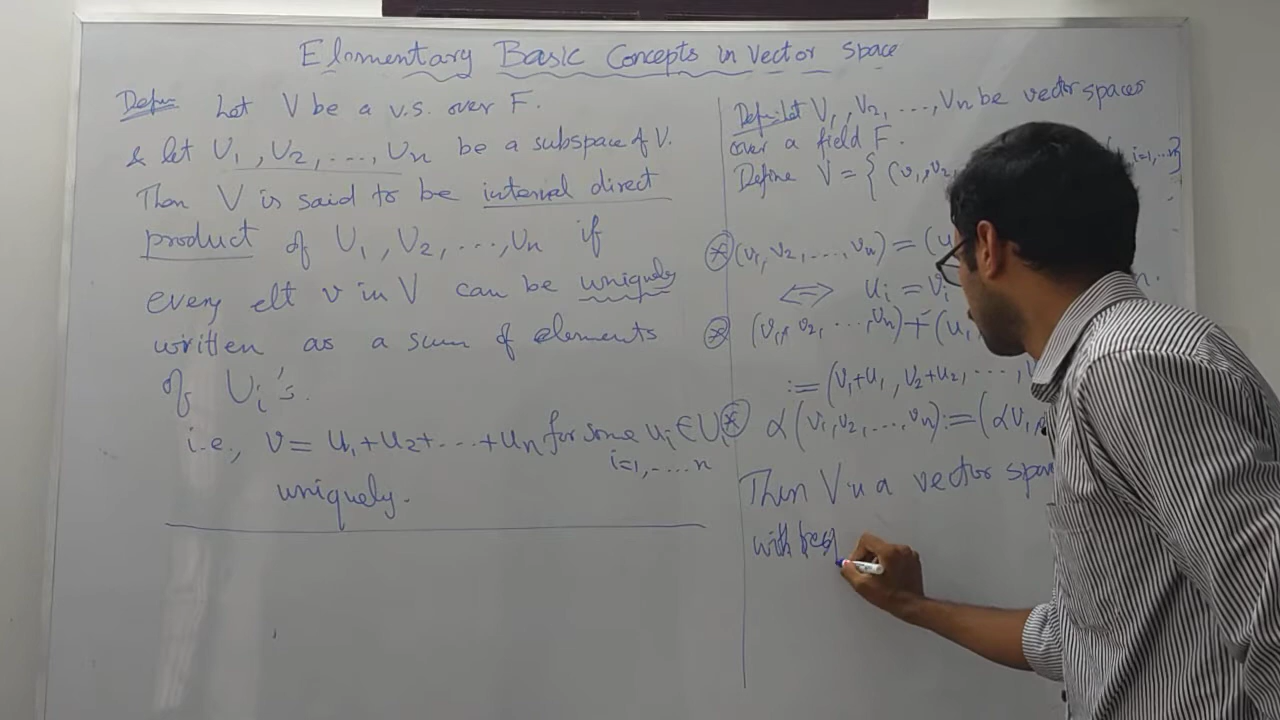 Elementary Basic Concepts in vector space
Defn: Let V be a v.s. over F.
& let U₁, U₂, ..., Uₙ be a subspace of V.
Then V is said to be internal direct
product of U₁, U₂, ..., Uₙ if
every elt v in V can be uniquely
written as a sum of elements
of Uᵢ's.
i.e., v = u₁+u₂+...+uₙ for some uᵢ ∈ Uᵢ
i=1,....n
uniquely.
Defn: Let V₁, V₂, ..., Vₙ be vector spaces
over a field F.
Define V = { (v₁, v₂, i=1,...n}
⊛ (v₁, v₂, ..., vₙ) = (u
⟺ uᵢ = vᵢ n.
⊛ (v₁, v₂, ..., vₙ) + (u₁
:= (v₁+u₁, v₂+u₂, ...,
⊛ α(v₁, v₂, ..., vₙ) := (αv₁,
Then V is a vector spa
with